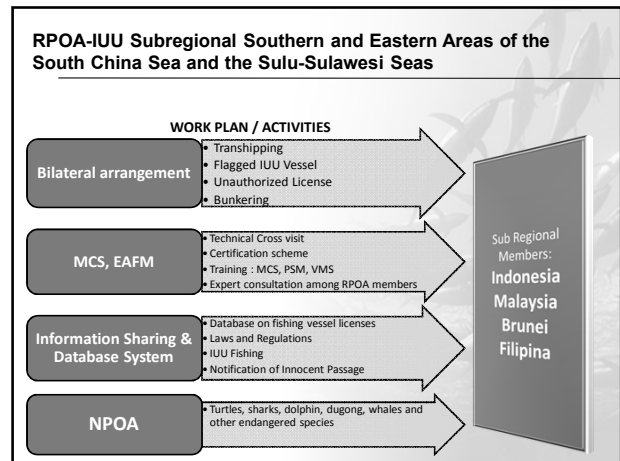 RPOA-IUU Subregional Southern and Eastern Areas of the
South China Sea and the Sulu-Sulawesi Seas
WORK PLAN / ACTIVITIES
Bilateral arrangement
• Transhipping
• Flagged IUU Vessel
• Unauthorized License
• Bunkering
MCS, EAFM
• Technical Cross visit
• Certification scheme
• Training : MCS, PSM, VMS
• Expert consultation among RPOA members
Information Sharing &
Database System
• Database on fishing vessel licenses
• Laws and Regulations
• IUU Fishing
• Notification of Innocent Passage
NPOA
• Turtles, sharks, dolphin, dugong, whales and
other endangered species
Sub Regional
Members:
Indonesia
Malaysia
Brunei
Filipina